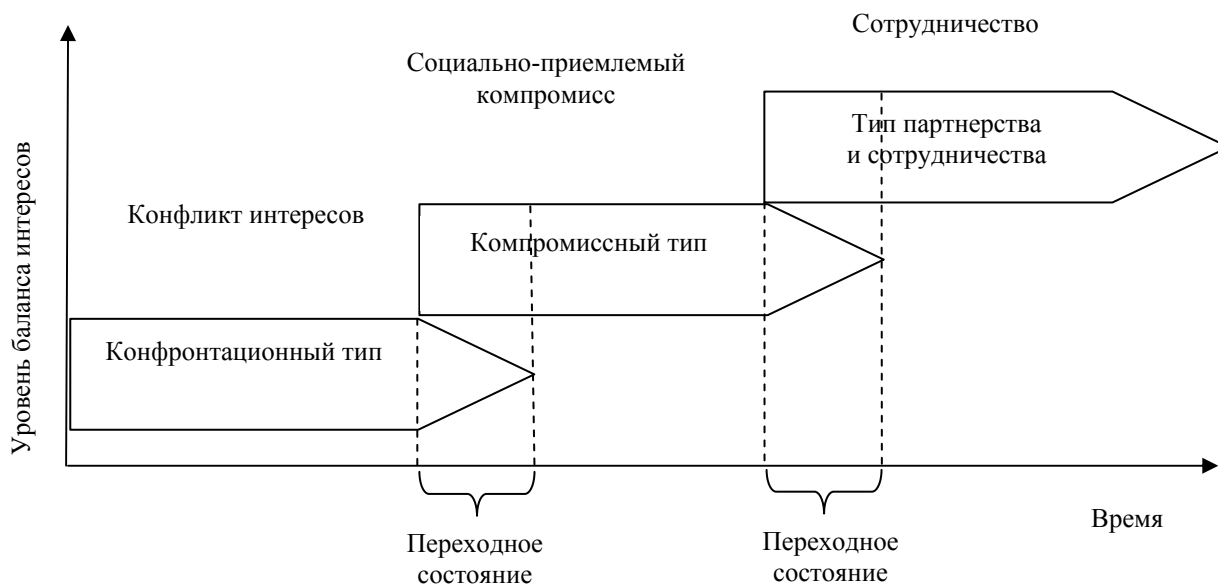 Сотрудничество
Социально-приемлемый
компромисс
Тип партнерства
и сотрудничества
Конфликт интересов
Компромиссный тип
Конфронтационный тип
Уровень баланса интересов
Время
Переходное
состояние
Переходное
состояние